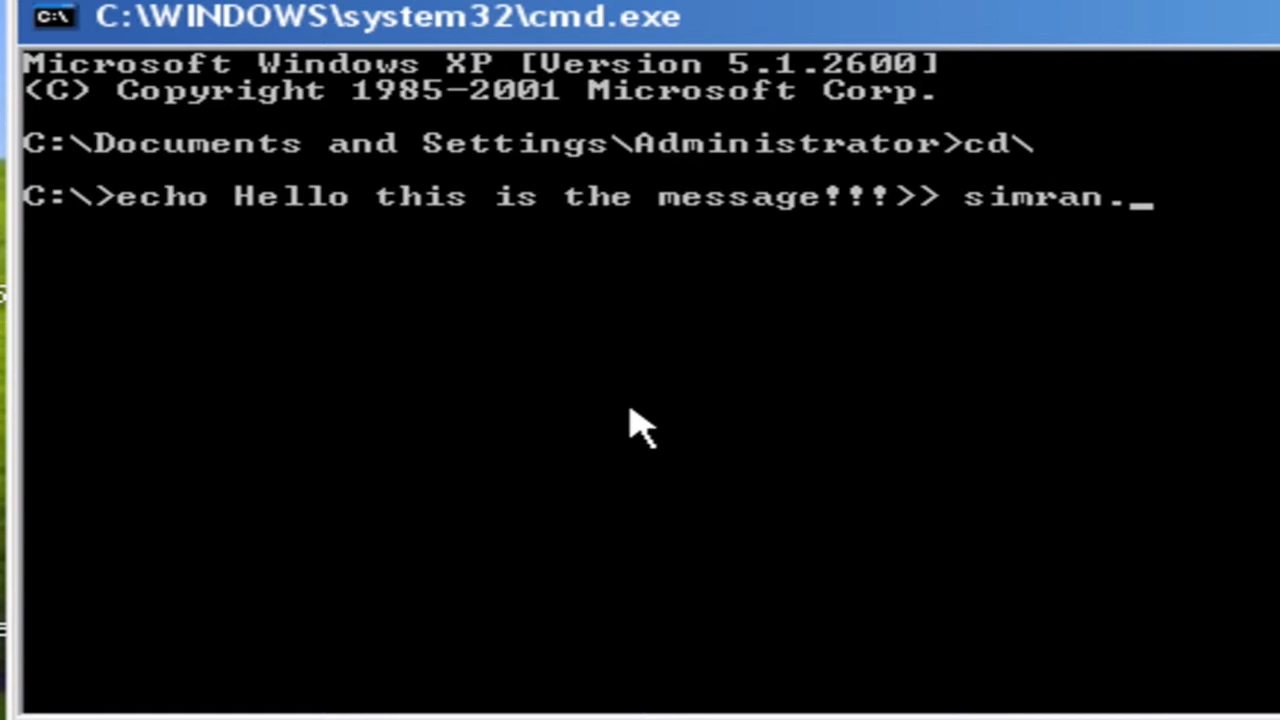 C:\WINDOWS\system32\cmd.exe
Microsoft Windows XP [Version 5.1.2600]
(C) Copyright 1985-2001 Microsoft Corp.
C:\Documents and Settings\Administrator>cd\
C:\>echo Hello this is the message!!!>> simran._